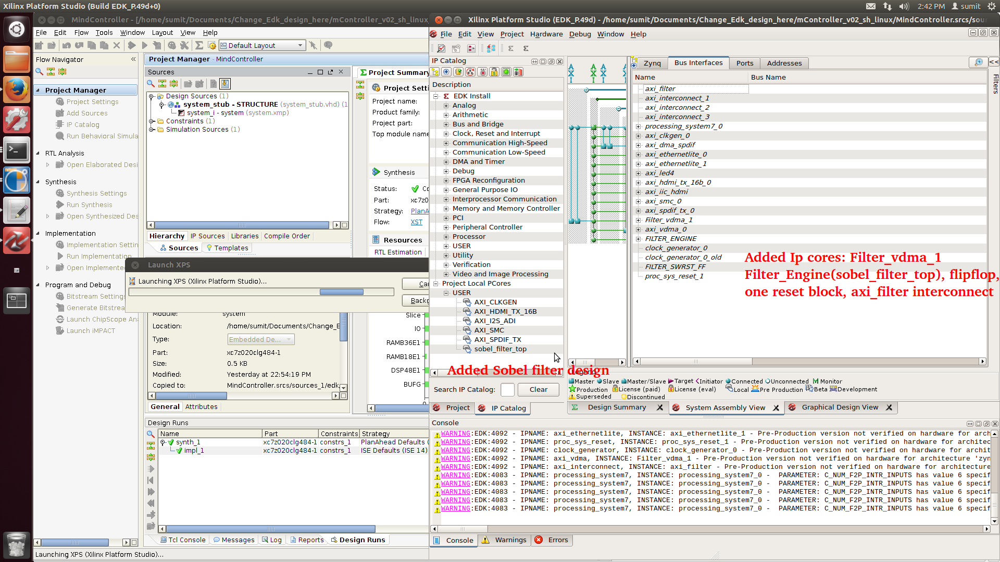 Xilinx Platform Studio (Build EDK_P.49d+0)
2:42 PM
sumit
MindController - [/home/sumit/Documents/Change_Edk_design_here/mController_v02_sh_linux
File Edit Flow Tools Window Layout View Help
Default Layout
Flow Navigator
Project Manager
Project Settings
Add Sources
IP Catalog
Run Behavioral Simula
RTL Analysis
Open Elaborated Desi
Synthesis
Synthesis Settings
Run Synthesis
Open Synthesized Des
Implementation
Implementation Settin
Run Implementation
Open Implemente
Program and Debug
Bitstream Settings
Generate Bitstrea
Launch ChipScope An
Launch iMPACT
Project Manager - MindController
Sources
Design Sources (1)
system_stub - STRUCTURE (system_stub.vhd) (1
system_i - system (system.xmp)
Constraints (1)
Simulation Sources (1)
Hierarchy IP Sources Libraries Compile Order
Sources Templates
Project Summary
Project Setti
Project name:
Product family:
Project part:
Top module name
Synthesis
Status: Co
Part: xc7z0
Strategy: PlanA
Flow: XST
Resources
RTL Estimation
Slice
IO
RAMB36E1
RAMB18E1
DSP48E1
BUFG
0
Launch XPS
Launching XPS (Xilinx Platform Studio)...
Can
Backg
Module: system
Location: /home/sumit/Documents/Change_E
Type: Embedded De...
Part: xc7z020clg484-1
Size: 0.5 KB
Modified: Yesterday at 22:54:19 PM
Copied to: MindController.srcs/sources_1/edk
General Attributes
Design Runs
Name Part Constraints Strategy
synth_1 xc7z020clg484-1 constrs_1 PlanAhead Defaults (
impl_1 xc7z020clg484-1 constrs_1 ISE Defaults (ISE 14)
Tcl Console Messages Log Reports Design Runs
Launching XPS (Xilinx Platform Studio)...
Xilinx Platform Studio (EDK_P.49d) - /home/sumit/Documents/Change_Edk_design_here/mController_v02_sh_linux/MindController.srcs/sou
File Edit View Project Hardware Debug Window Help
IP Catalog
Description
EDK Install
Analog
Arithmetic
Bus and Bridge
Clock, Reset and Interrupt
Communication High-Speed
Communication Low-Speed
DMA and Timer
Debug
FPGA Reconfiguration
General Purpose IO
Interprocessor Communication
Memory and Memory Controller
PCI
Peripheral Controller
Processor
USER
Utility
Verification
Video and Image Processing
Project Local PCores
USER
AXI_CLKGEN
AXI_HDMI_TX_16B
AXI_I2S_ADI
AXI_SMC
AXI_SPDIF_TX
sobel_filter_top
Added Sobel filter design
Search IP Catalog: Clear
Project IP Catalog
Zynq Bus Interfaces Ports Addresses
<<
Filters
Name Bus Name
axi_filter
axi_interconnect_1
axi_interconnect_2
axi_interconnect_3
processing_system7_0
axi_clkgen_0
axi_dma_spdif
axi_ethernetlite_0
axi_ethernetlite_1
axi_led4
axi_hdmi_tx_16b_0
axi_iic_hdmi
axi_smc_0
axi_spdif_tx_0
Filter_vdma_1
axi_vdma_0
FILTER_ENGINE
clock_generator_0
clock_generator_0_old
FILTER_SWRST_FF
proc_sys_reset_1
Added Ip cores: Filter_vdma_1
Filter_Engine(sobel_filter_top), flipflop,
one reset block, axi_filter interconnect
Master Slave Master/Slave Target Initiator Connected Unconnected M Monitor
Production License (paid) License (eval) Local Pre Production Beta Development
Superseded Discontinued
Design Summary System Assembly View Graphical Design View
Console
WARNING:EDK:4092 - IPNAME: axi_ethernetlite, INSTANCE: axi_ethernetlite_1 - Pre-Production version not verified on hardware for arch
WARNING:EDK:4092 - IPNAME: proc_sys_reset, INSTANCE: proc_sys_reset_1 - Pre-Production version not verified on hardware for architec
WARNING:EDK:4092 - IPNAME: clock_generator, INSTANCE: clock_generator_0 - Pre-Production version not verified on hardware for archit
WARNING:EDK:4092 - IPNAME: axi_vdma, INSTANCE: Filter_vdma_1 - Pre-Production version not verified on hardware for architecture 'zyn
WARNING:EDK:4092 - IPNAME: axi_interconnect, INSTANCE: axi_filter - Pre-Production version not verified on hardware for architecture
WARNING:EDK:4083 - IPNAME: processing_system7, INSTANCE: processing_system7_0 - PARAMETER: C_NUM_F2P_INTR_INPUTS has value 6 specif
WARNING:EDK:4083 - IPNAME: processing_system7, INSTANCE: processing_system7_0 - PARAMETER: C_NUM_F2P_INTR_INPUTS has value 6 specif
WARNING:EDK:4083 - IPNAME: processing_system7, INSTANCE: processing_system7_0 - PARAMETER: C_NUM_F2P_INTR_INPUTS has value 6 specif
WARNING:EDK:4083 - IPNAME: processing_system7, INSTANCE: processing_system7_0 - PARAMETER: C_NUM_F2P_INTR_INPUTS has value 6 specif
WARNING:EDK:4083 - IPNAME: processing_system7, INSTANCE: processing_system7_0 - PARAMETER: C_NUM_F2P_INTR_INPUTS has value 6 specif
Console Warnings Errors